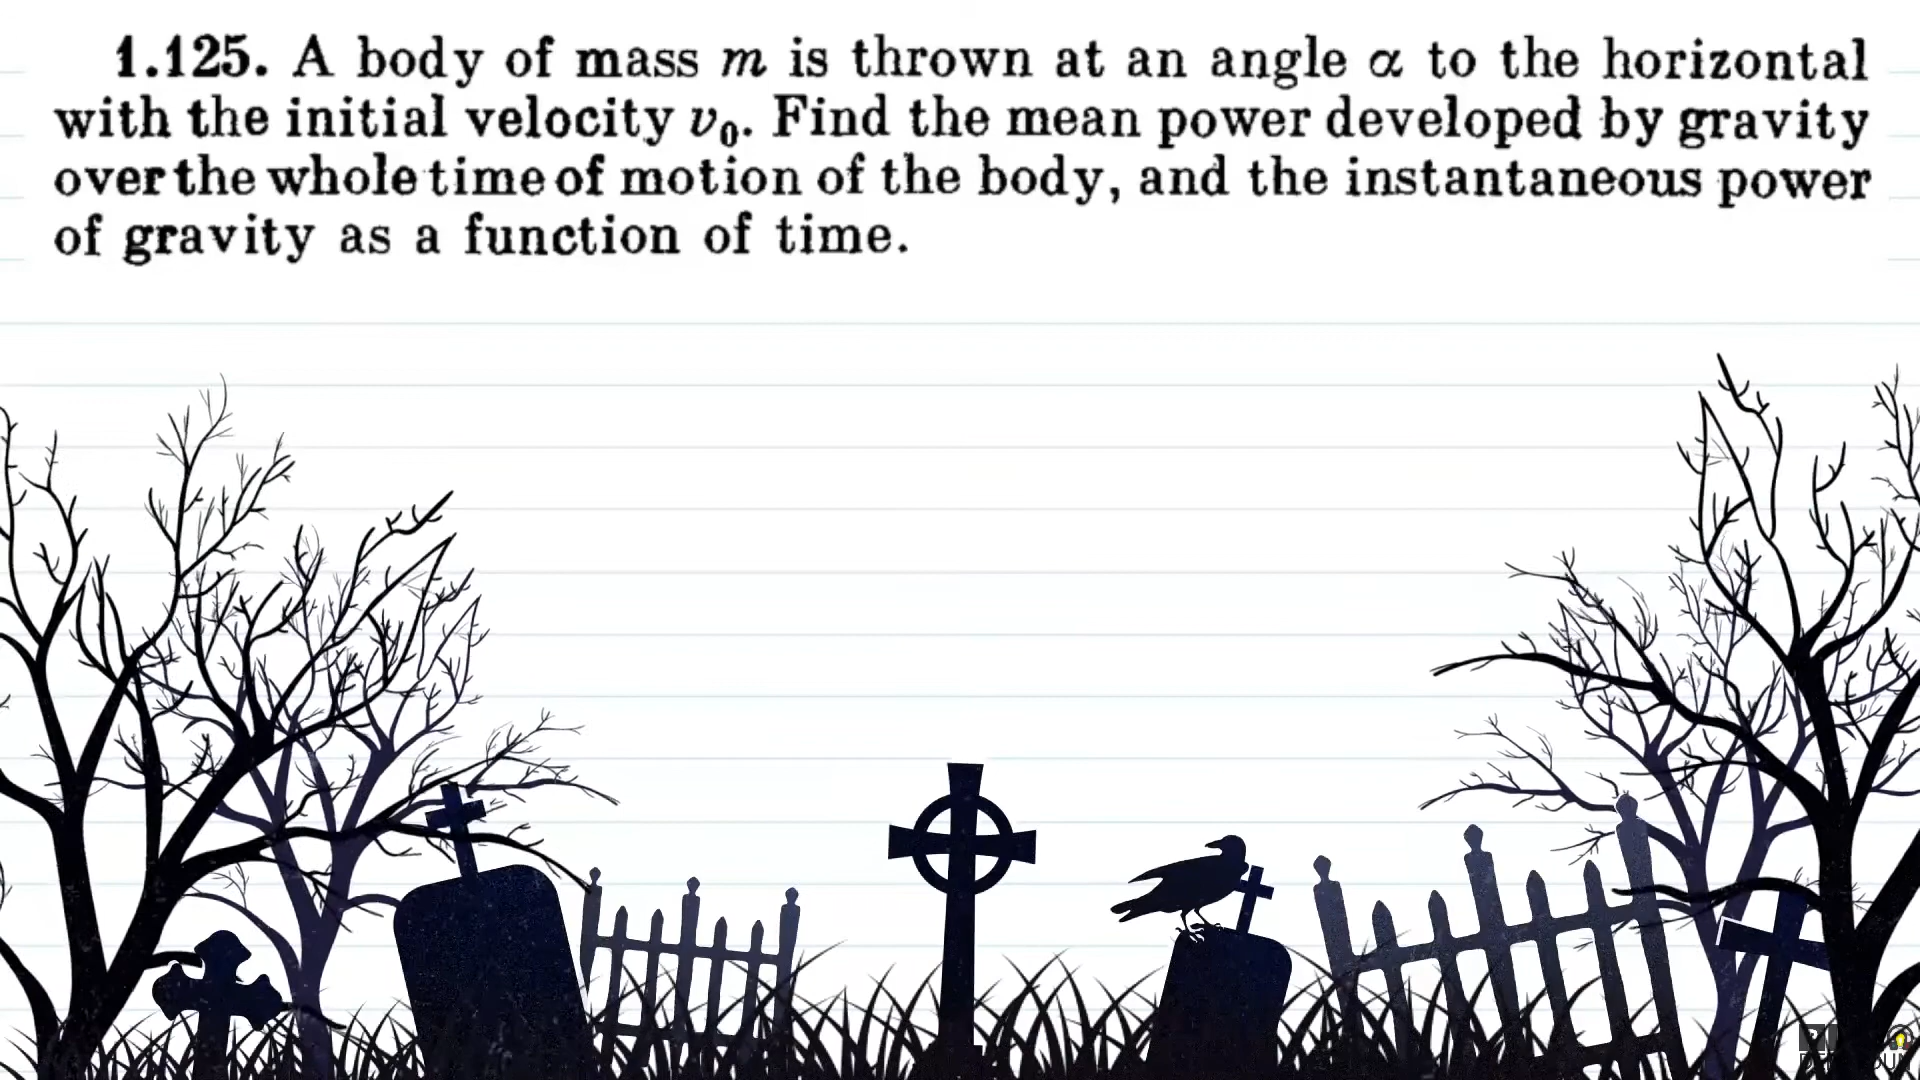 1.125. A body of mass m is thrown at an angle α to the horizontal
with the initial velocity v₀. Find the mean power developed by gravity
over the whole time of motion of the body, and the instantaneous power
of gravity as a function of time.